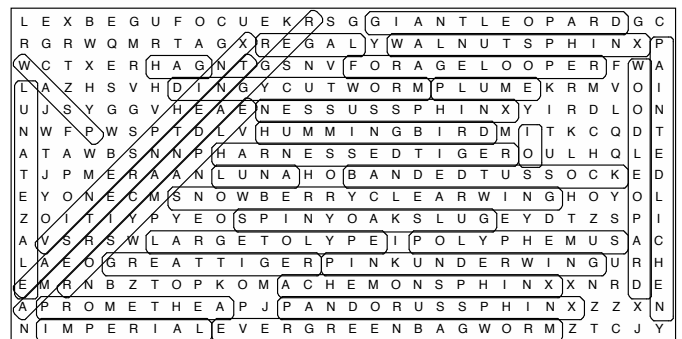 L E X B E G U F O C U E K R S G G I A N T L E O P A R D G C
R G R W Q M R T A G X R E G A L Y W A L N U T S P H I N X P
W C T X E R H A G N T G S N V F O R A G E L O O P E R F W A
L A Z H S V H D I N G Y C U T W O R M P L U M E K R M V O I
U J S Y G G V H E A E N E S S U S S P H I N X Y I R D L O N
N W F P W S P T D L V H U M M I N G B I R D M I T K C Q D T
A T A W B S N N P H A R N E S S E D T I G E R O U L H Q L E
T J P M E R A A N L U N A H O B A N D E D T U S S O C K E D
E Y O N E C M S N O W B E R R Y C L E A R W I N G H O Y O L
Z O I T I Y P Y E O S P I N Y O A K S L U G E Y D T Z S P I
A V S R S W L A R G E T O L Y P E I P O L Y P H E M U S A C
L A E O G R E A T T I G E R P I N K U N D E R W I N G U R H
E M R N B Z T O P K O M A C H E M O N S P H I N X X N R D E
A P R O M E T H E A P J P A N D O R U S S P H I N X Z Z X N
N I M P E R I A L E V E R G R E E N B A G W O R M Z T C J Y